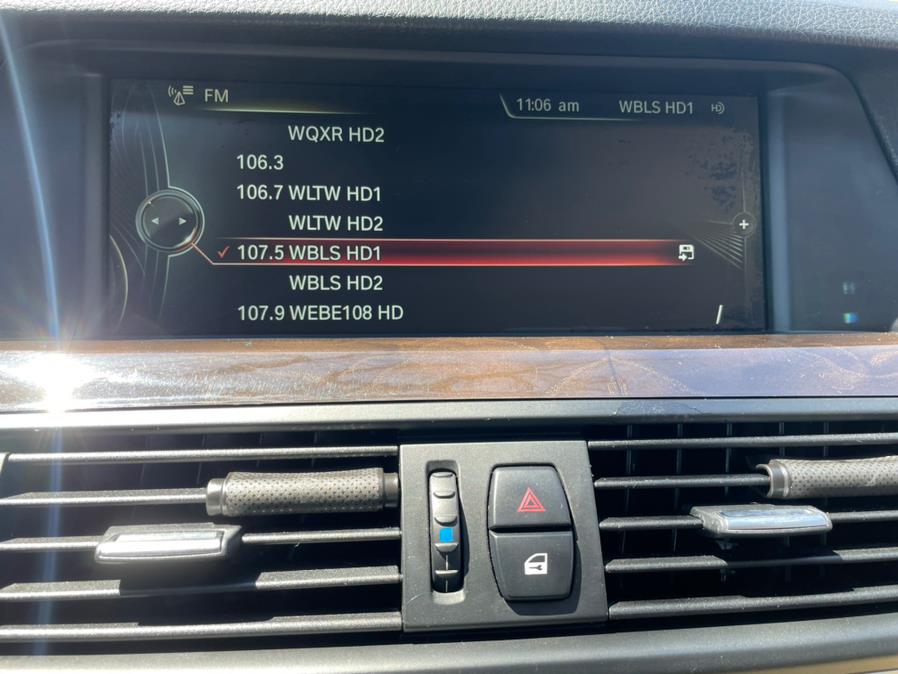 FM
11:06 am WBLS HD1 HD
WQXR HD2
106.3
106.7 WLTW HD1
WLTW HD2
107.5 WBLS HD1
WBLS HD2
107.9 WEBE108 HD